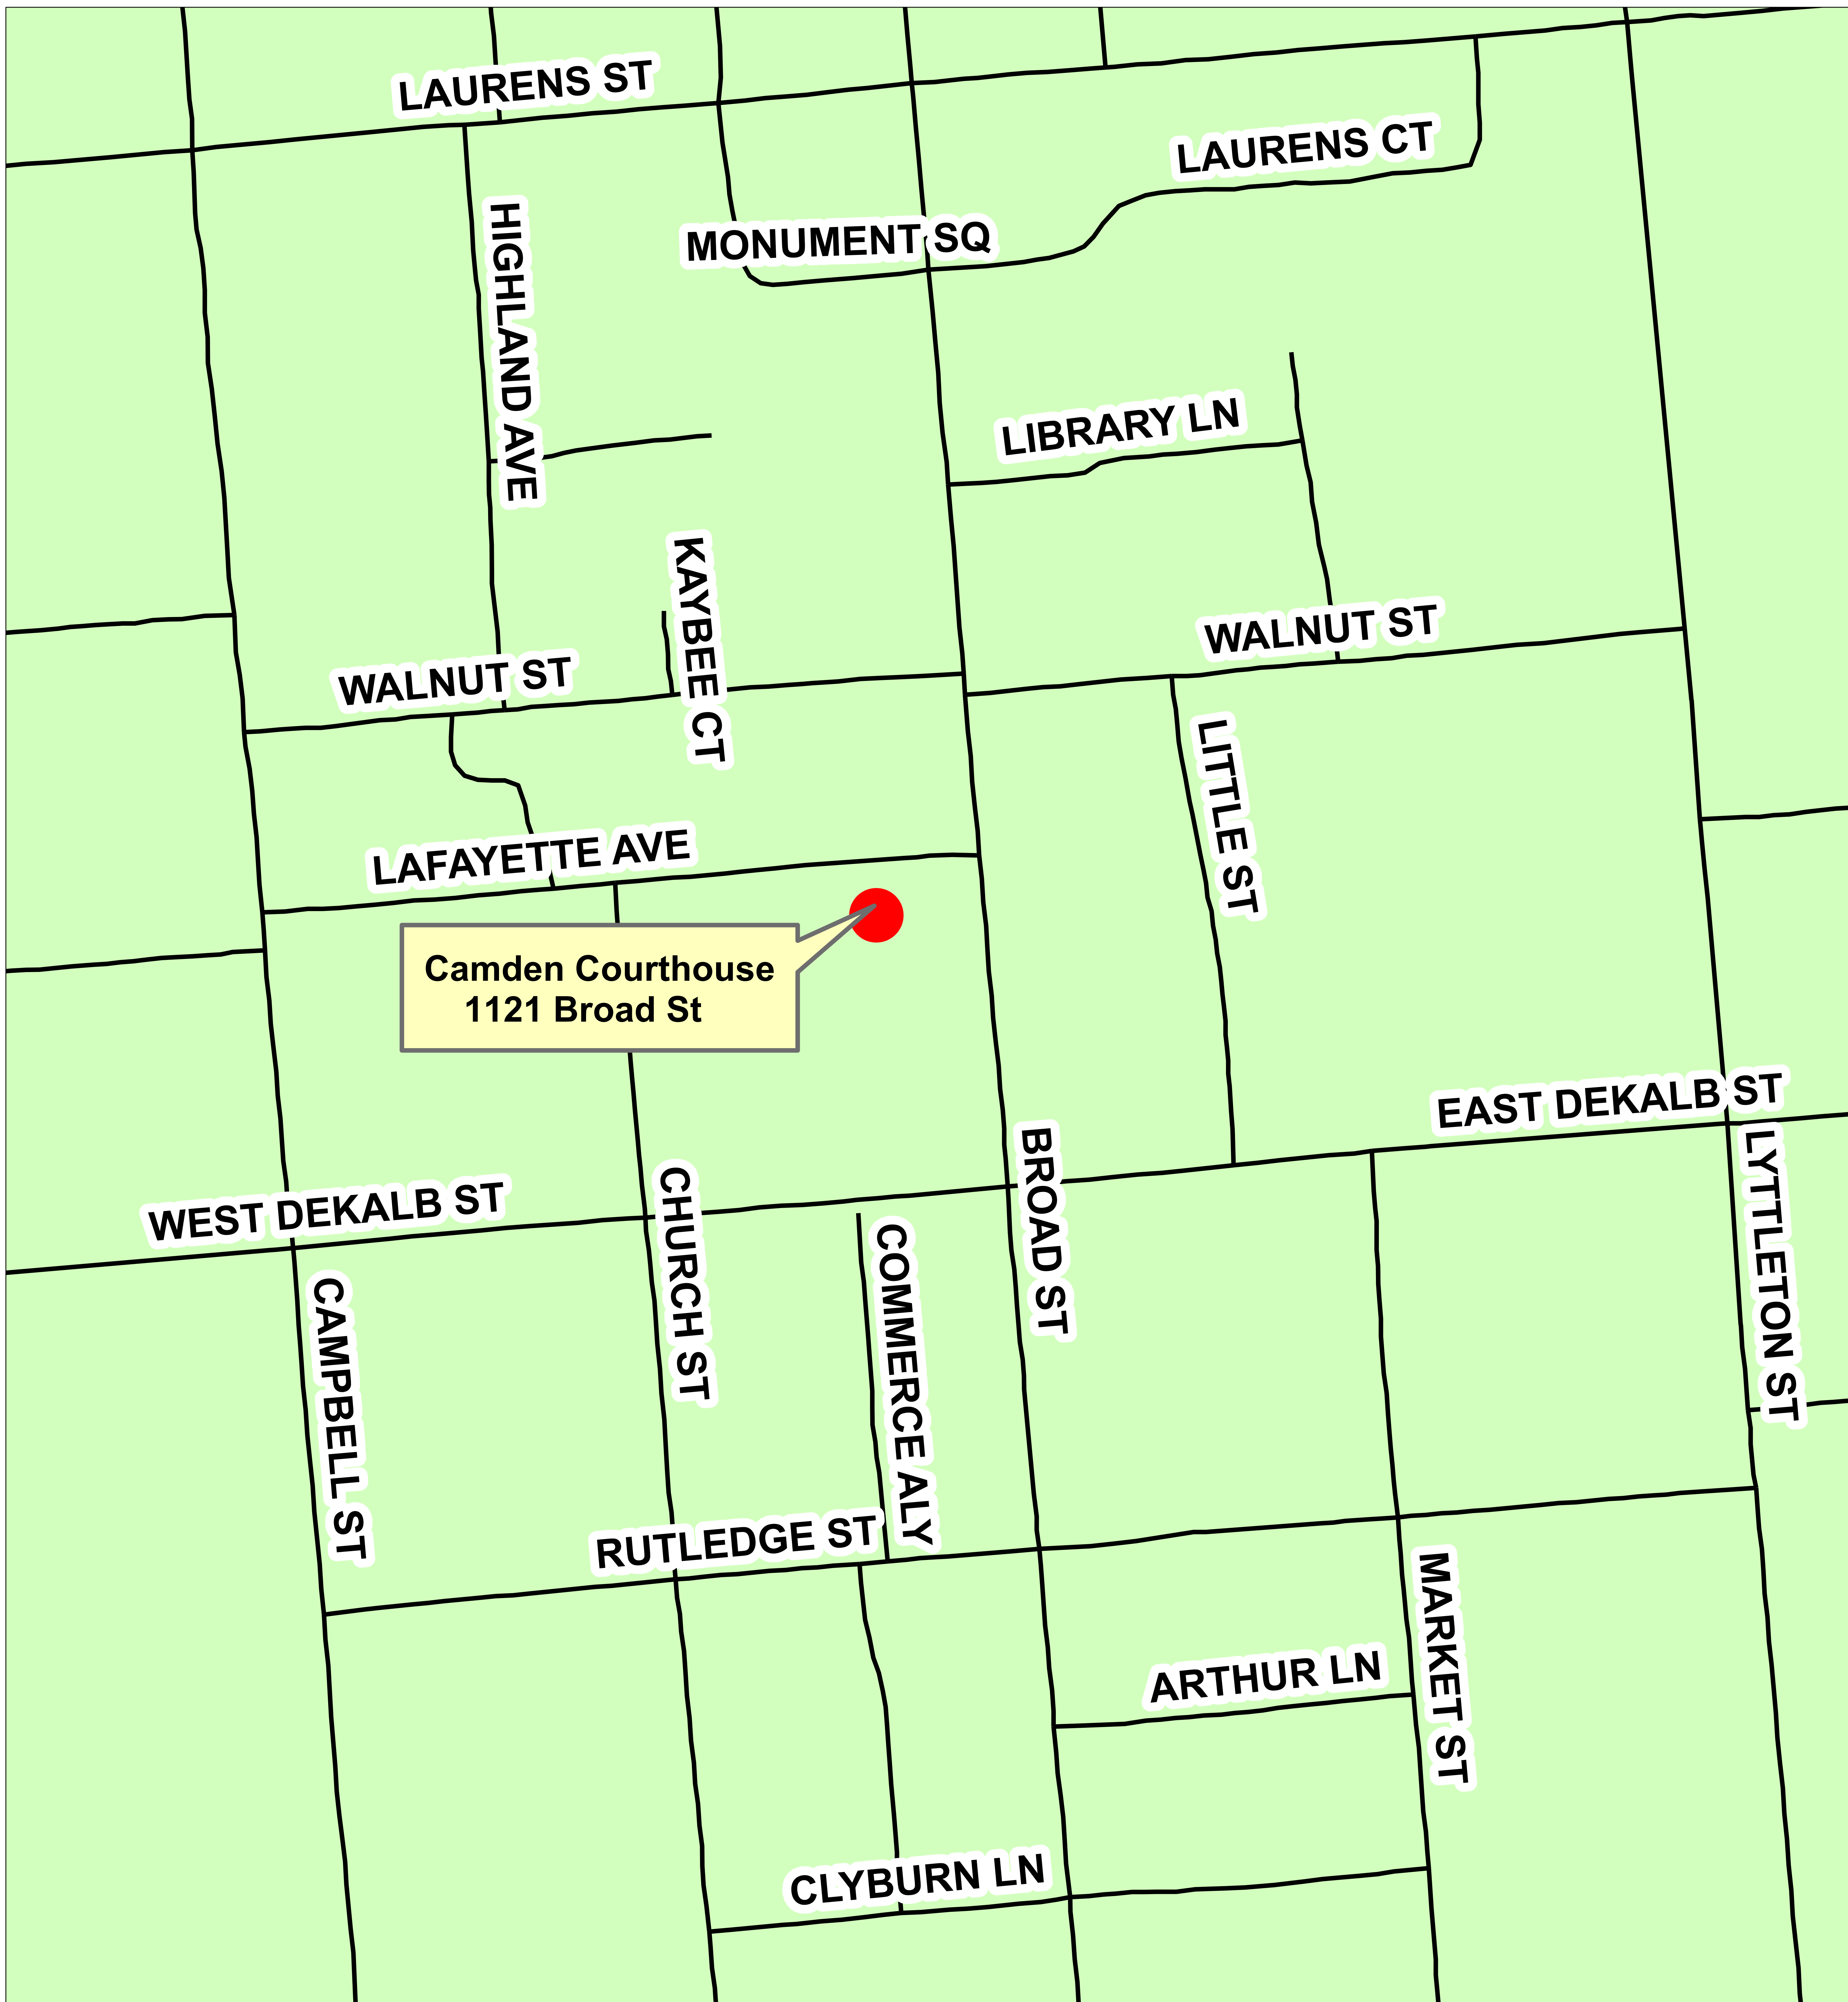 LAURENS ST
LAURENS CT
HIGHLAND AVE
MONUMENT SQ
LIBRARY LN
KAYBEE CT
WALNUT ST
WALNUT ST
LITTLE ST
LAFAYETTE AVE
Camden Courthouse
1121 Broad St
EAST DEKALB ST
BROAD ST
LYTTLETON ST
WEST DEKALB ST
CHURCH ST
COMMERCE ALY
CAMPBELL ST
RUTLEDGE ST
MARKET ST
ARTHUR LN
CLYBURN LN